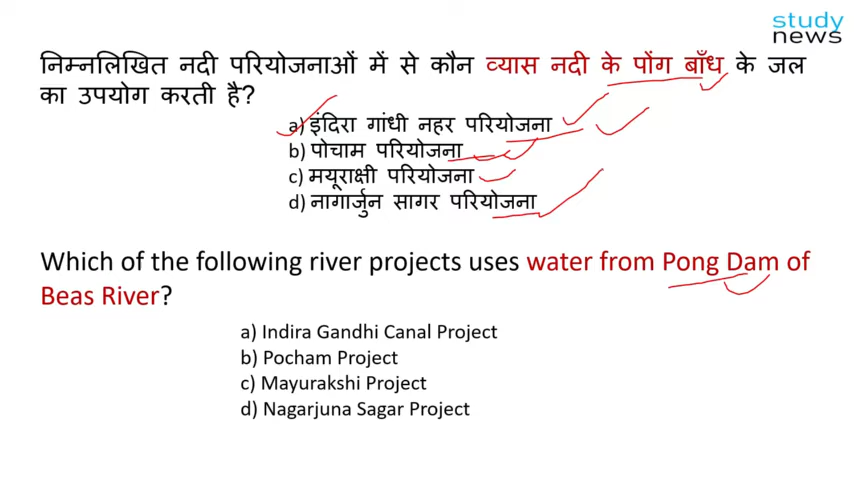 study
news
निम्नलिखित नदी परियोजनाओं में से कौन व्यास नदी के पोंग बाँध के जल
का उपयोग करती है?
a) इंदिरा गांधी नहर परियोजना
b) पोचाम परियोजना
c) मयूराक्षी परियोजना
d) नागार्जुन सागर परियोजना
Which of the following river projects uses water from Pong Dam of
Beas River?
a) Indira Gandhi Canal Project
b) Pocham Project
c) Mayurakshi Project
d) Nagarjuna Sagar Project